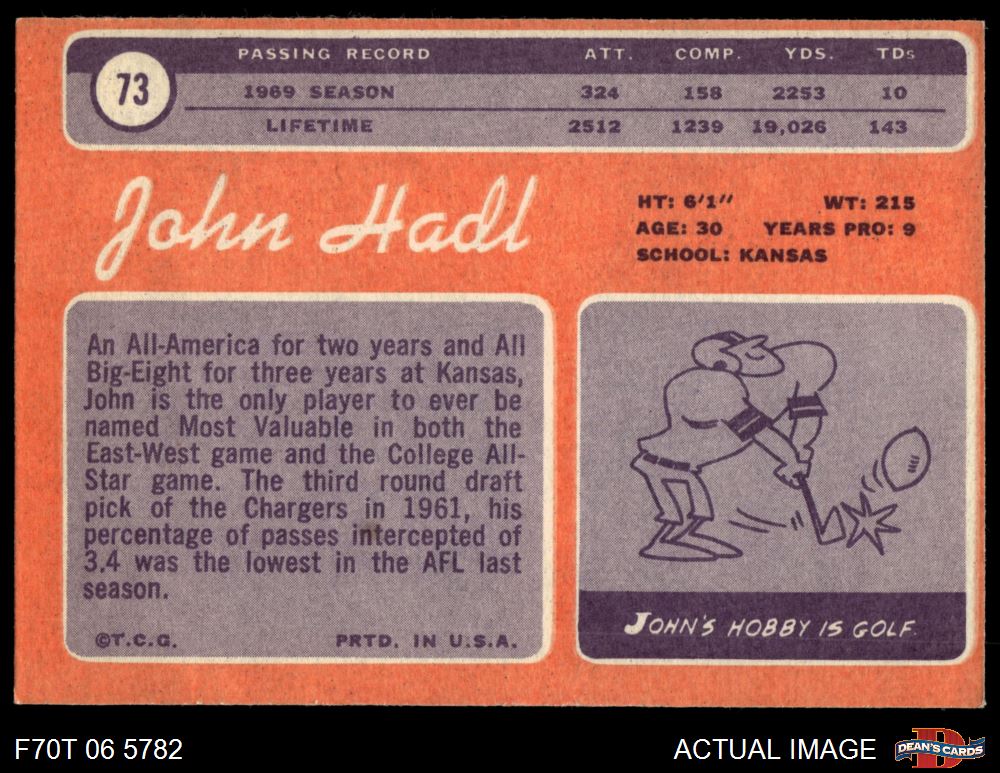 73
PASSING RECORD ATT. COMP. YDS. TDs
1969 SEASON 324 158 2253 10
LIFETIME 2512 1239 19,026 143
John Hadl
HT: 6'1" WT: 215
AGE: 30 YEARS PRO: 9
SCHOOL: KANSAS
An All-America for two years and All
Big-Eight for three years at Kansas,
John is the only player to ever be
named Most Valuable in both the
East-West game and the College All-
Star game. The third round draft
pick of the Chargers in 1961, his
percentage of passes intercepted of
3.4 was the lowest in the AFL last
season.
©T.C.G. PRTD. IN U.S.A.
JOHN'S HOBBY IS GOLF.
F70T 06 5782
ACTUAL IMAGE
D
DEAN'S CARDS